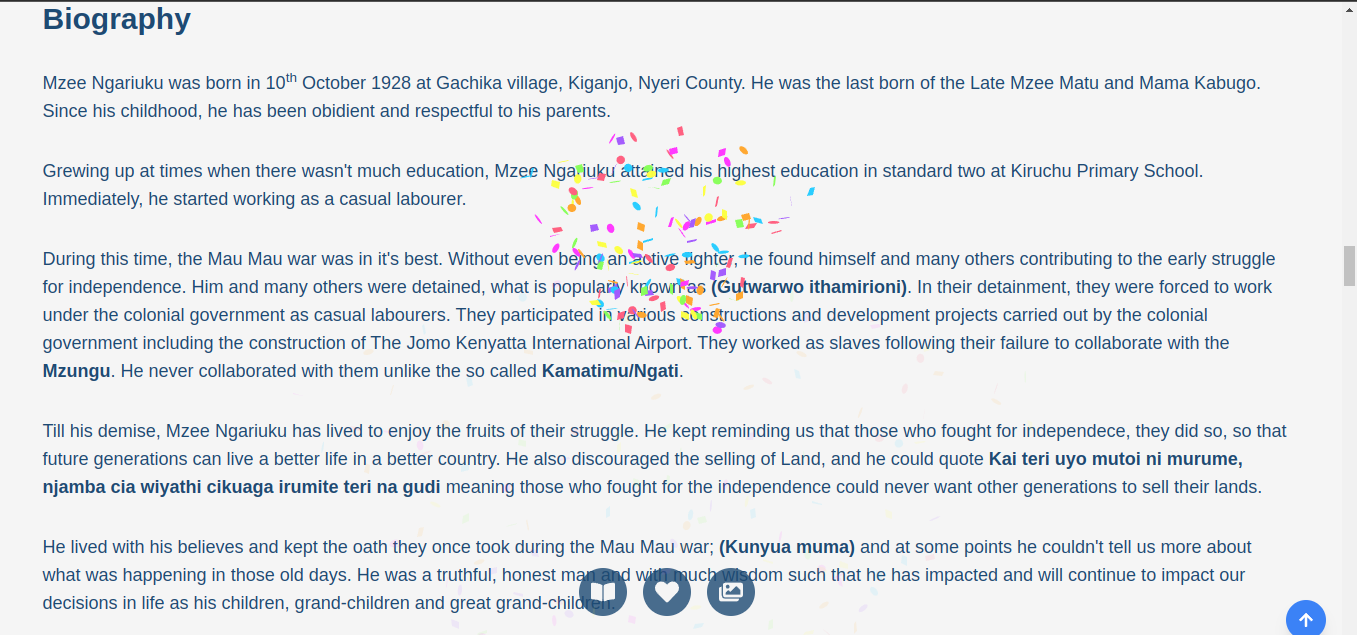 Biography
Mzee Ngariuku was born in 10th October 1928 at Gachika village, Kiganjo, Nyeri County. He was the last born of the Late Mzee Matu and Mama Kabugo.
Since his childhood, he has been obidient and respectful to his parents.
Grewing up at times when there wasn't much education, Mzee Ngariuku attained his highest education in standard two at Kiruchu Primary School.
Immediately, he started working as a casual labourer.
During this time, the Mau Mau war was in it's best. Without even being an active fighter, he found himself and many others contributing to the early struggle
for independence. Him and many others were detained, what is popularly known as (Gutwarwo ithamirioni). In their detainment, they were forced to work
under the colonial government as casual labourers. They participated in various constructions and development projects carried out by the colonial
government including the construction of The Jomo Kenyatta International Airport. They worked as slaves following their failure to collaborate with the
Mzungu. He never collaborated with them unlike the so called Kamatimu/Ngati.
Till his demise, Mzee Ngariuku has lived to enjoy the fruits of their struggle. He kept reminding us that those who fought for independece, they did so, so that
future generations can live a better life in a better country. He also discouraged the selling of Land, and he could quote Kai teri uyo mutoi ni murume,
njamba cia wiyathi cikuaga irumite teri na gudi meaning those who fought for the independence could never want other generations to sell their lands.
He lived with his believes and kept the oath they once took during the Mau Mau war; (Kunyua muma) and at some points he couldn't tell us more about
what was happening in those old days. He was a truthful, honest man and with much wisdom such that he has impacted and will continue to impact our
decisions in life as his children, grand-children and great grand-children.